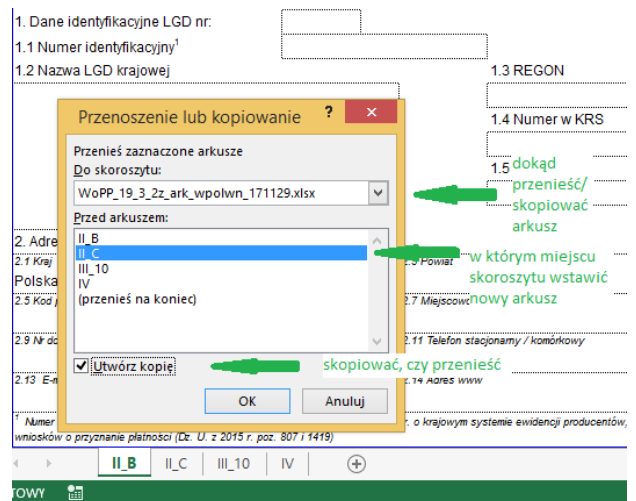 1. Dane identyfikacyjne LGD nr:
1.1 Numer identyfikacyjny1
1.2 Nazwa LGD krajowej
1.3 REGON
Przenoszenie lub kopiowanie ? ×
1.4 Numer w KRS
Przenieś zaznaczone arkusze
Do skoroszytu:
1.5
WoPP_19_3_2z_ark_wpolwn_171129.xlsx
dokąd
przenieść/
skopiować
arkusz
Przed arkuszem:
II_B
II_C
III_10
IV
(przenieś na koniec)
w którym miejscu
skoroszytu wstawić
nowy arkusz
2. Adre
2.1 Kraj
Powiat
Polska
2.5 Kod
2.7 Miejscowo
2.9 Nr do
2.11 Telefon stacjonarny / komórkowy
Utwórz kopię
skopiować, czy przenieść
2.13 E-m
2.14 Adres www
OK Anuluj
1 Numer
r. o krajowym systemie ewidencji producentów,
wniosków o przyznanie płatności (Dz. U. z 2015 r. poz. 807 i 1419)
II_B II_C III_10 IV
TOWY